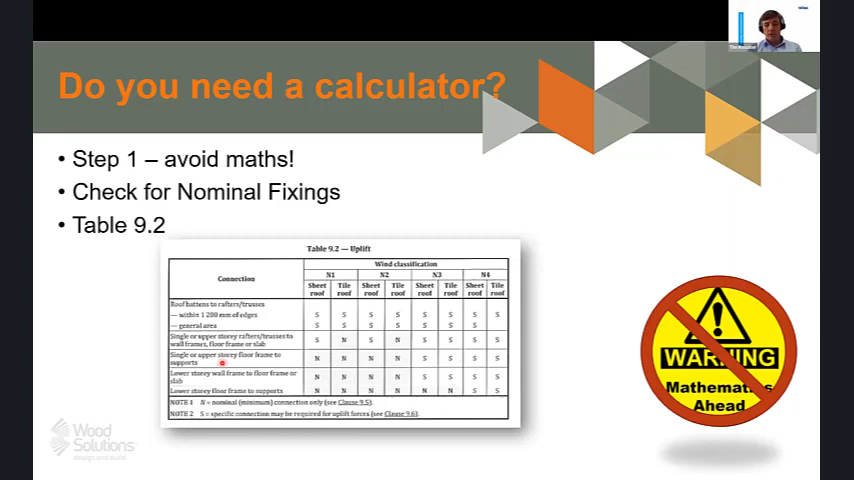 Do you need a calculator?
• Step 1 – avoid maths!
• Check for Nominal Fixings
• Table 9.2
Table 9.2 — Uplift
Connection
Wind classification
N1 N2 N3 N4
Sheet roof Tile roof Sheet roof Tile roof Sheet roof Tile roof Sheet roof Tile roof
Roof battens to rafters/trusses
— within 1 200 mm of edges S S S S S S S S
— general area S S S S S S S
Single or upper storey rafters/trusses to
wall frames, floor frame or slab S N S N S S S S
Single or upper storey floor frame to
supports N N N N S S S S
Lower storey wall frame to floor frame or
slab N N N N S S S S
Lower storey floor frame to supports N N N N N N S S
NOTE 1 N = nominal (minimum) connection only (see Clause 9.5).
NOTE 2 S = specific connection may be required for uplift forces (see Clause 9.6).
WARNING
Mathematics
Ahead
Wood
Solutions
design and build